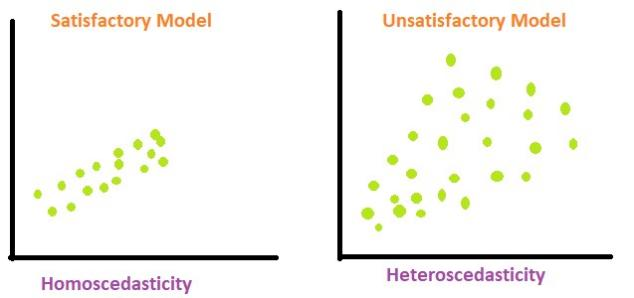 Satisfactory Model
Unsatisfactory Model
Homoscedasticity
Heteroscedasticity